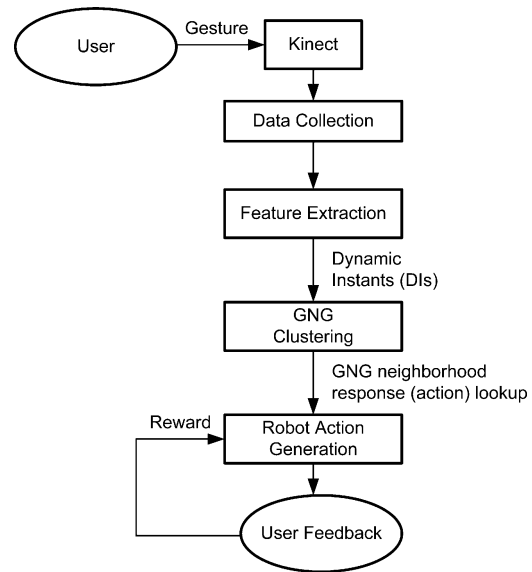 User
Gesture
Kinect
Data Collection
Feature Extraction
Dynamic
Instants (DIs)
GNG
Clustering
GNG neighborhood
response (action) lookup
Reward
Robot Action
Generation
User Feedback